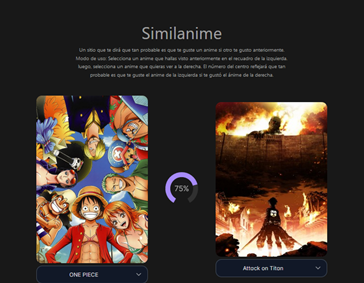 Similanime
Un sitio que te dirá que tan probable es que te guste un anime si otro te gusto anteriormente.
Modo de uso: Selecciona un anime que hallas visto anteriormente en el recuadro de la izquierda.
luego, selecciona un anime que quieras ver a la derecha. El número del centro reflejará que tan
probable es que te guste el anime de la izquierda si te gustó el ánime de la derecha.
75%
ONE PIECE
Attack on Titan